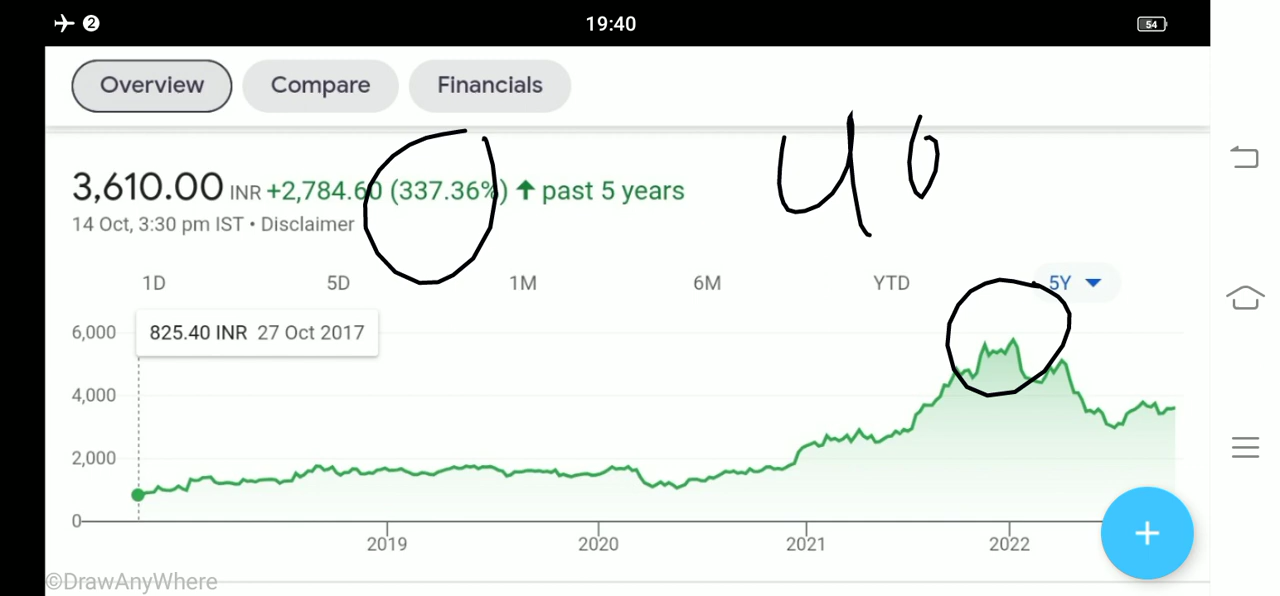 2 19:40 54
Overview Compare Financials
3,610.00 INR +2,784.60 (337.36%) ↑ past 5 years
14 Oct, 3:30 pm IST • Disclaimer
40
1D 5D 1M 6M YTD 5Y
825.40 INR 27 Oct 2017
6,000
4,000
2,000
0
2019 2020 2021 2022
+
©DrawAnyWhere